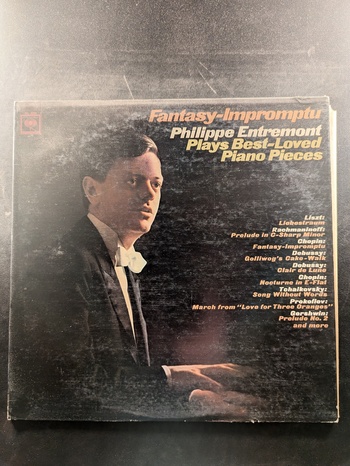 Fantasy-Impromptu
Philippe Entremont
Plays Best-Loved
Piano Pieces
Liszt:
Liebestraum
Rachmaninoff:
Prelude in C-Sharp Minor
Chopin:
Fantasy-Impromptu
Debussy:
Golliwog's Cake-Walk
Debussy:
Clair de Lune
Chopin:
Nocturne in E-Flat
Tchaikovsky:
Song Without Words
Prokofiev:
March from "Love for Three Oranges"
Gershwin:
Prelude No. 2
and more